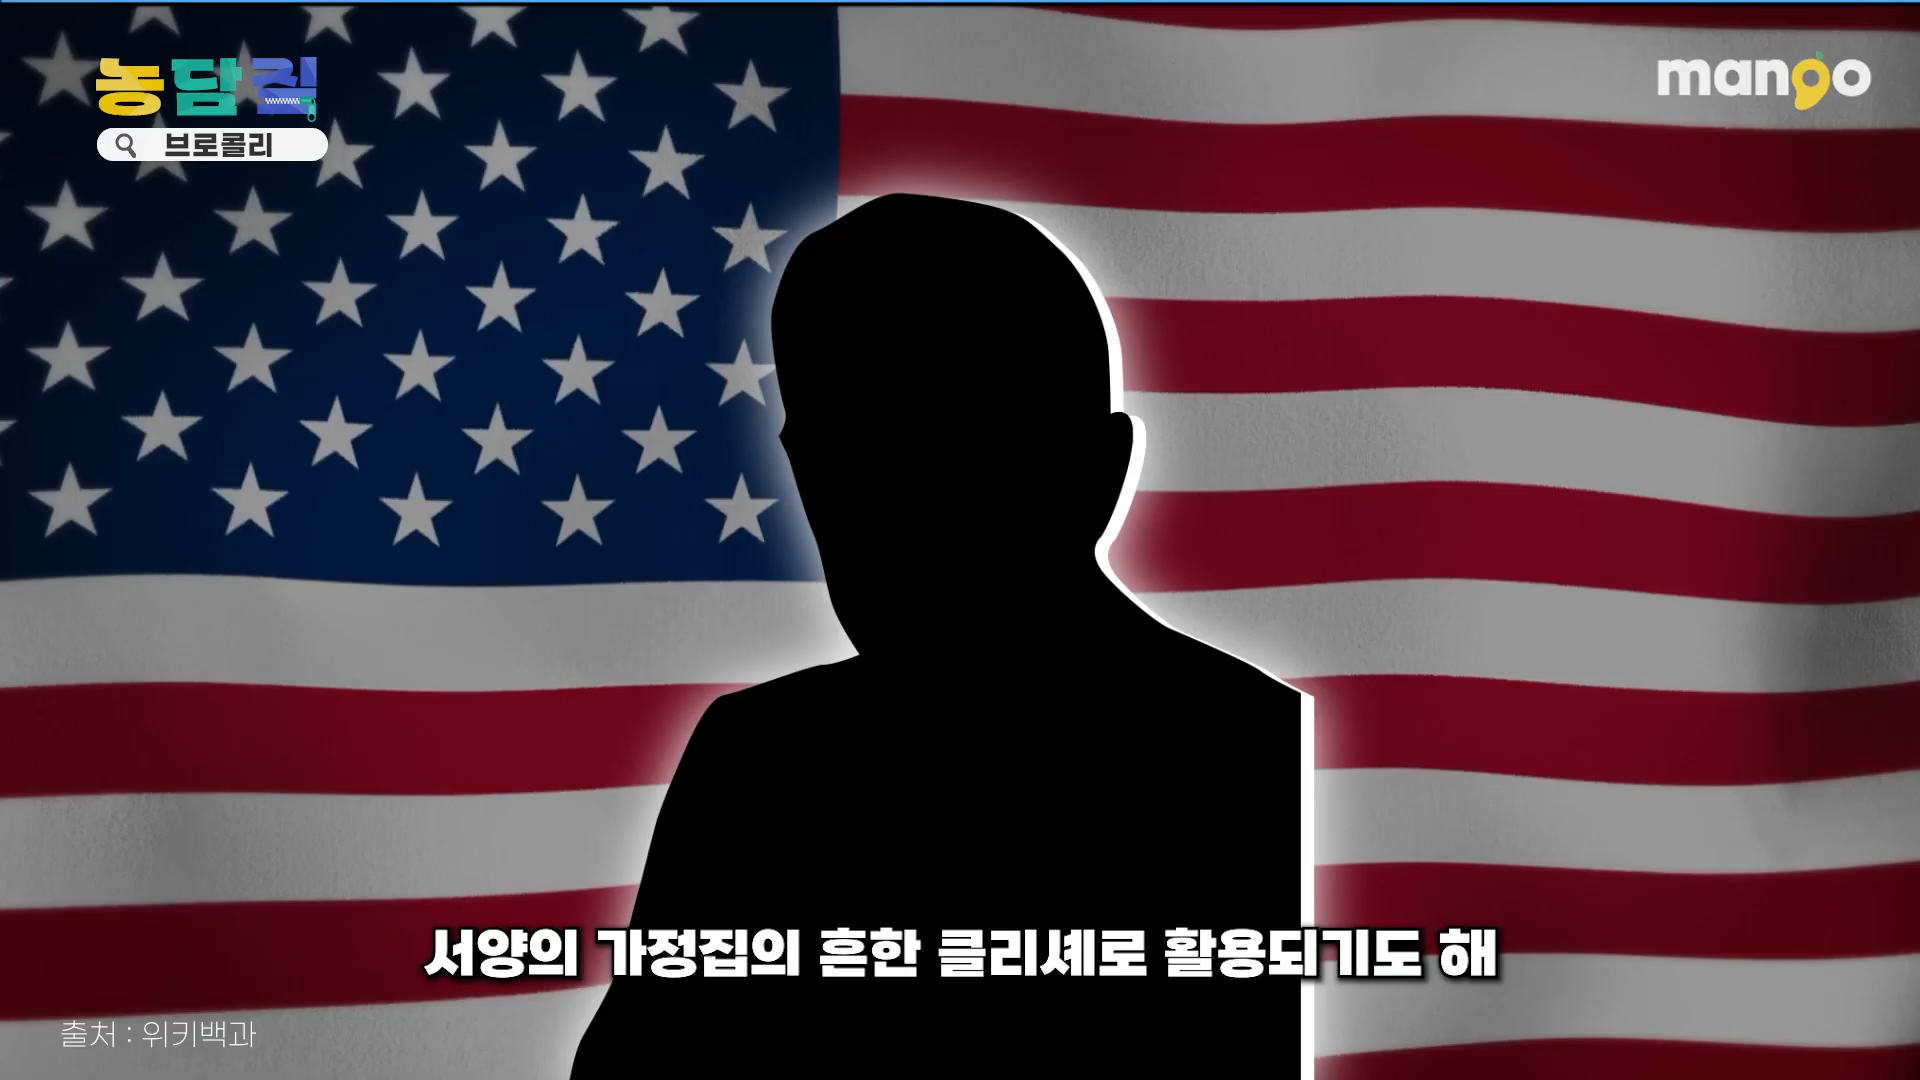 농담집
mango
브로콜리
서양의 가정집의 흔한 클리셰로 활용되기도 해
출처 : 위키백과